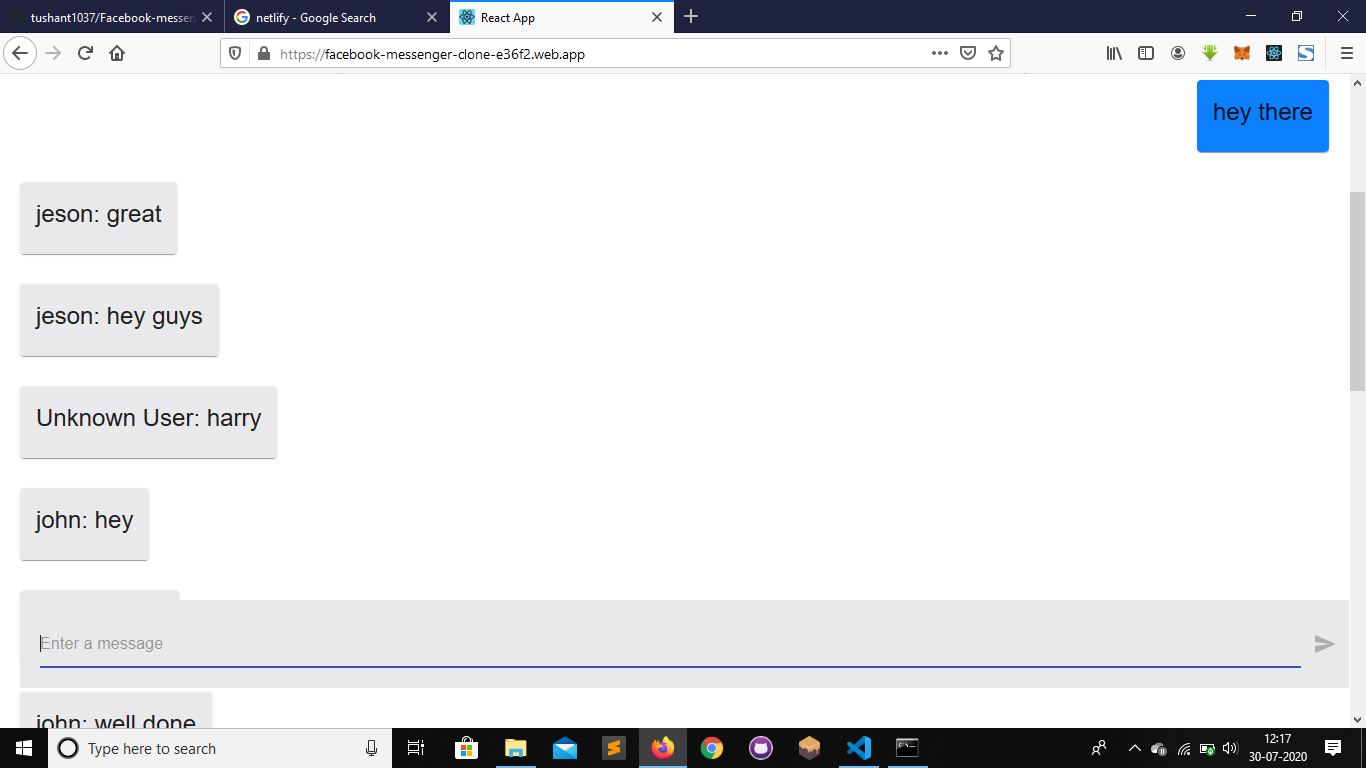 tushant1037/Facebook-messen
netlify - Google Search
React App
https://facebook-messenger-clone-e36f2.web.app
hey there
jeson: great
jeson: hey guys
Unknown User: harry
john: hey
Enter a message
john: well done
Type here to search
12:17
30-07-2020